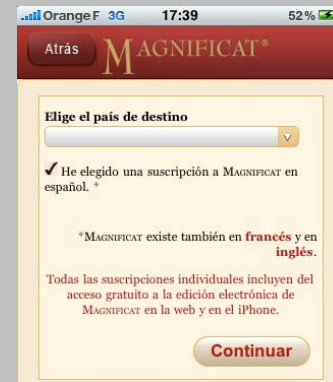 Orange F 3G 17:39 52%
Atrás MAGNIFICAT®
Elige el país de destino
✓ He elegido una suscripción a MAGNIFICAT en
español. *
*MAGNIFICAT existe también en francés y en
inglés.
Todas las suscripciones individuales incluyen del
acceso gratuito a la edición electrónica de
MAGNIFICAT en la web y en el iPhone.
Continuar